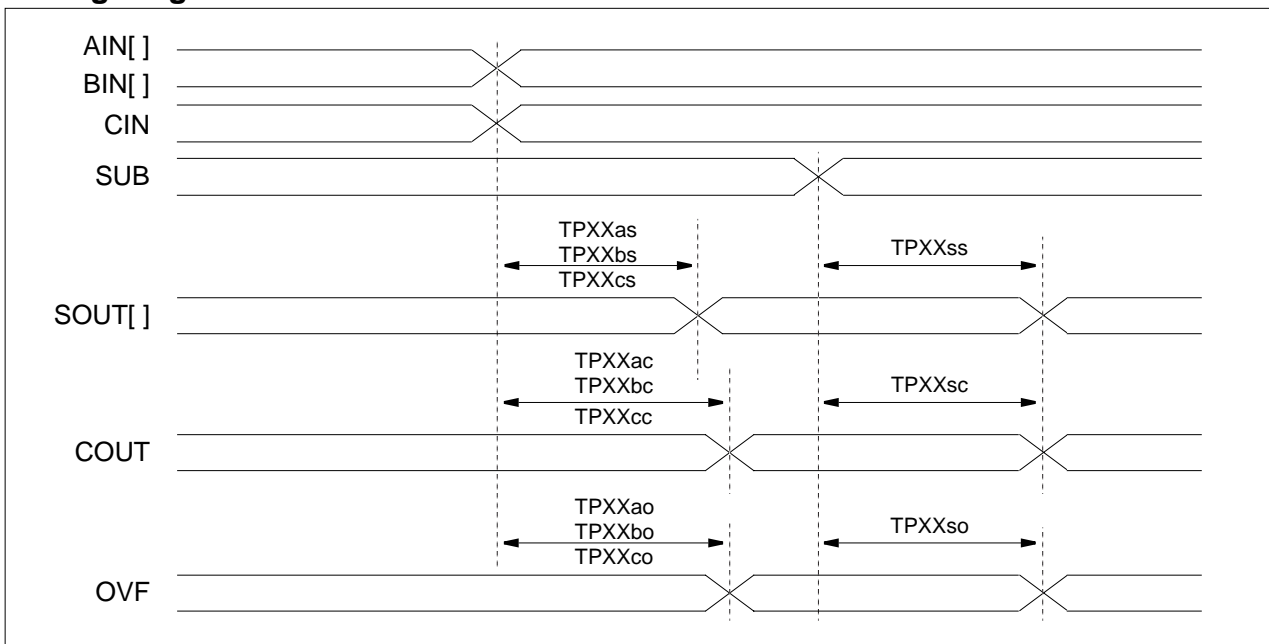 AIN[ ]
BIN[ ]
CIN
SUB
TPXXas
TPXXbs
TPXXcs
TPXXss
SOUT[ ]
TPXXac
TPXXbc
TPXXcc
TPXXsc
COUT
TPXXao
TPXXbo
TPXXco
TPXXso
OVF